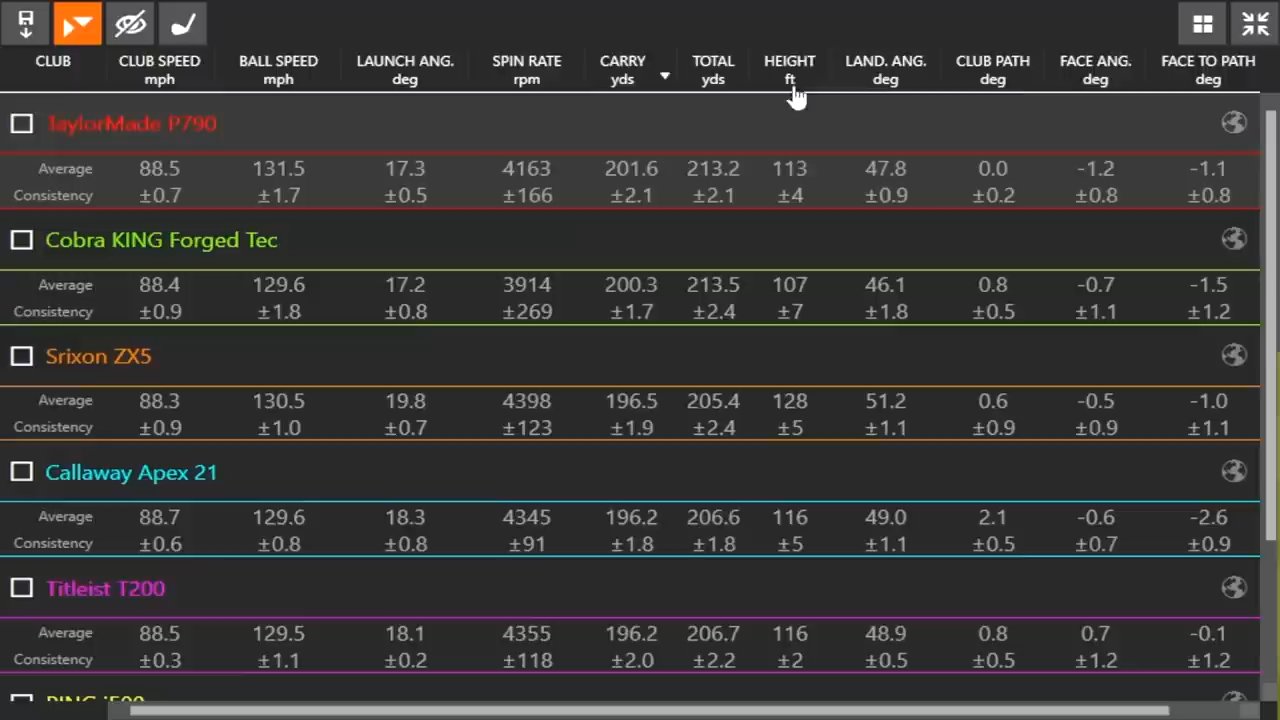 CLUB CLUB SPEED BALL SPEED LAUNCH ANG. SPIN RATE CARRY TOTAL HEIGHT LAND. ANG. CLUB PATH FACE ANG. FACE TO PATH
mph mph deg rpm yds yds ft deg deg deg deg
TaylorMade P790
Average 88.5 131.5 17.3 4163 201.6 213.2 113 47.8 0.0 -1.2 -1.1
Consistency ±0.7 ±1.7 ±0.5 ±166 ±2.1 ±2.1 ±4 ±0.9 ±0.2 ±0.8 ±0.8
Cobra KING Forged Tec
Average 88.4 129.6 17.2 3914 200.3 213.5 107 46.1 0.8 -0.7 -1.5
Consistency ±0.9 ±1.8 ±0.8 ±269 ±1.7 ±2.4 ±7 ±1.8 ±0.5 ±1.1 ±1.2
Srixon ZX5
Average 88.3 130.5 19.8 4398 196.5 205.4 128 51.2 0.6 -0.5 -1.0
Consistency ±0.9 ±1.0 ±0.7 ±123 ±1.9 ±2.4 ±5 ±1.1 ±0.9 ±0.9 ±1.1
Callaway Apex 21
Average 88.7 129.6 18.3 4345 196.2 206.6 116 49.0 2.1 -0.6 -2.6
Consistency ±0.6 ±0.8 ±0.8 ±91 ±1.8 ±1.8 ±5 ±1.1 ±0.5 ±0.7 ±0.9
Titleist T200
Average 88.5 129.5 18.1 4355 196.2 206.7 116 48.9 0.8 0.7 -0.1
Consistency ±0.3 ±1.1 ±0.2 ±118 ±2.0 ±2.2 ±2 ±0.5 ±0.5 ±1.2 ±1.2
PING i500